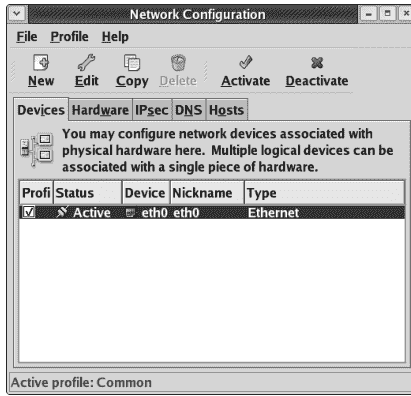 Network Configuration
File Profile Help
New Edit Copy Delete Activate Deactivate
Devices Hardware IPsec DNS Hosts
You may configure network devices associated with
physical hardware here. Multiple logical devices can be
associated with a single piece of hardware.
Profi Status Device Nickname Type
Active eth0 eth0 Ethernet
Active profile: Common